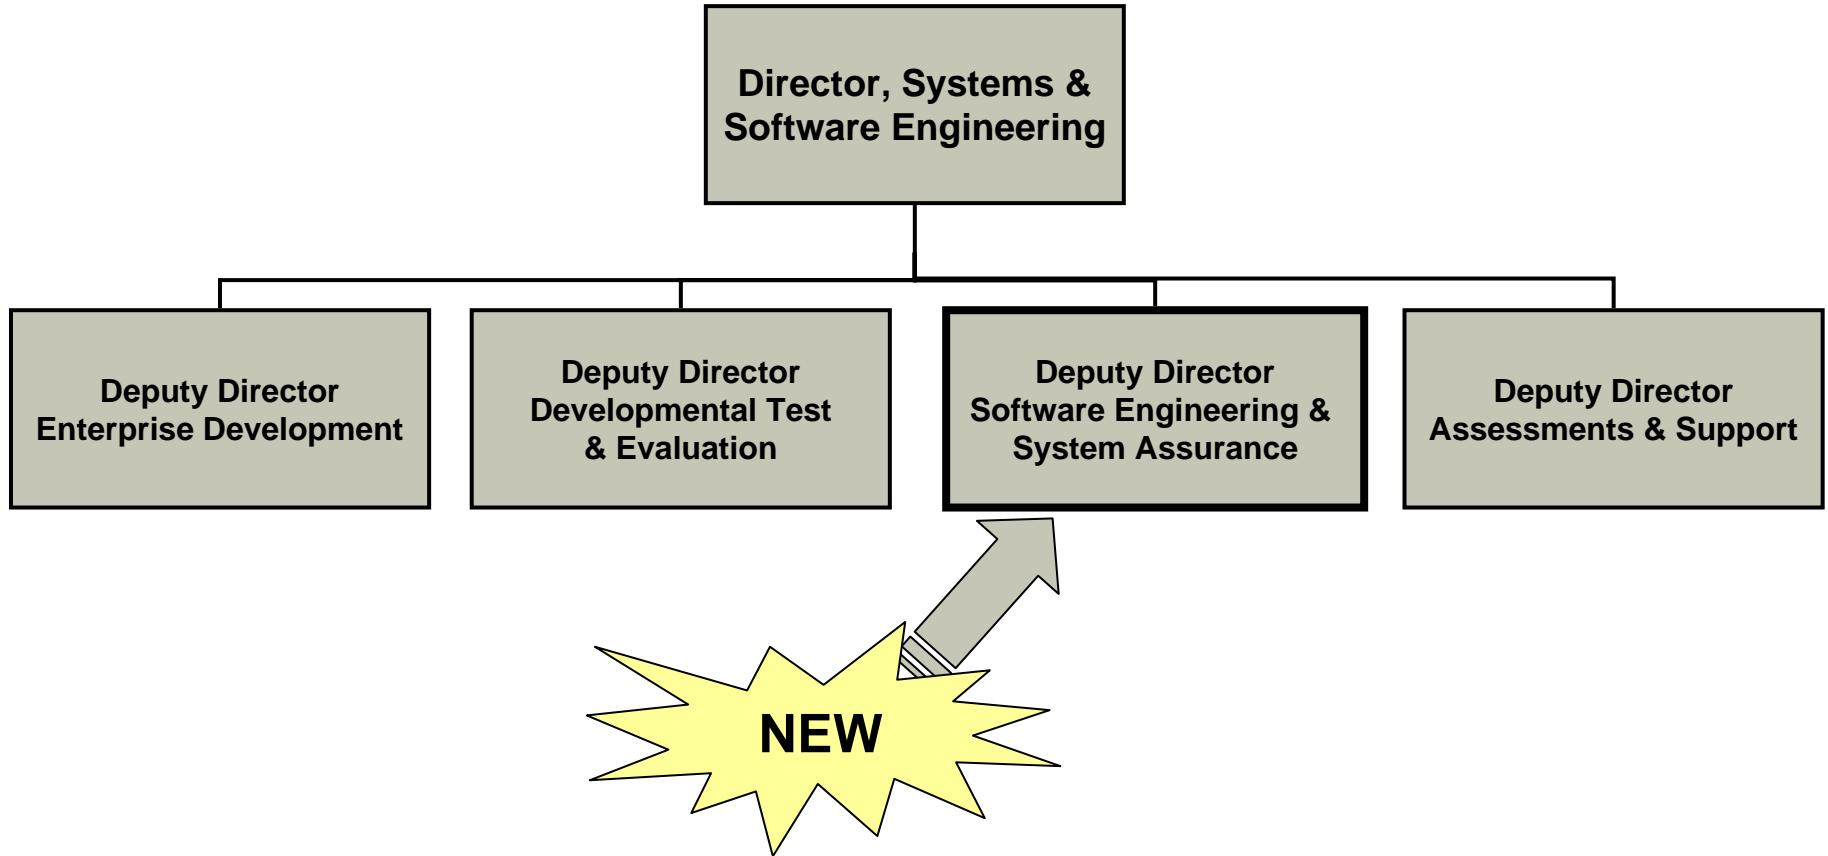 Director, Systems &
Software Engineering
Deputy Director
Enterprise Development
Deputy Director
Developmental Test
& Evaluation
Deputy Director
Software Engineering &
System Assurance
Deputy Director
Assessments & Support
NEW